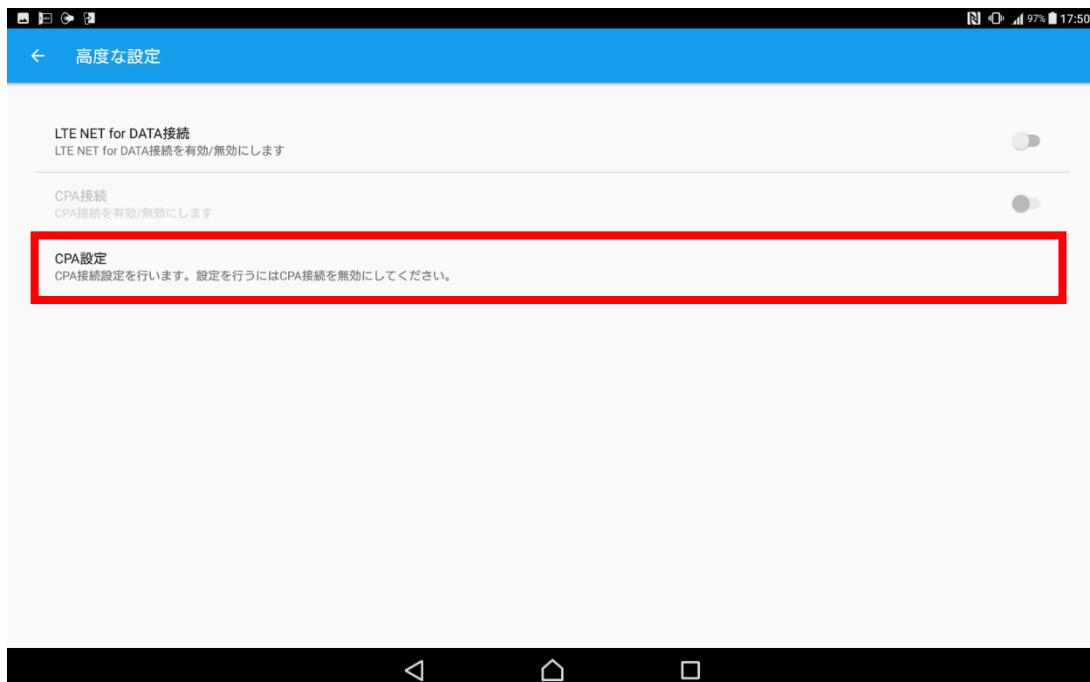 97% 17:50
高度な設定
LTE NET for DATA接続
LTE NET for DATA接続を有効/無効にします
CPA接続
CPA接続を有効/無効にします
CPA設定
CPA接続設定を行います。設定を行うにはCPA接続を無効にしてください。